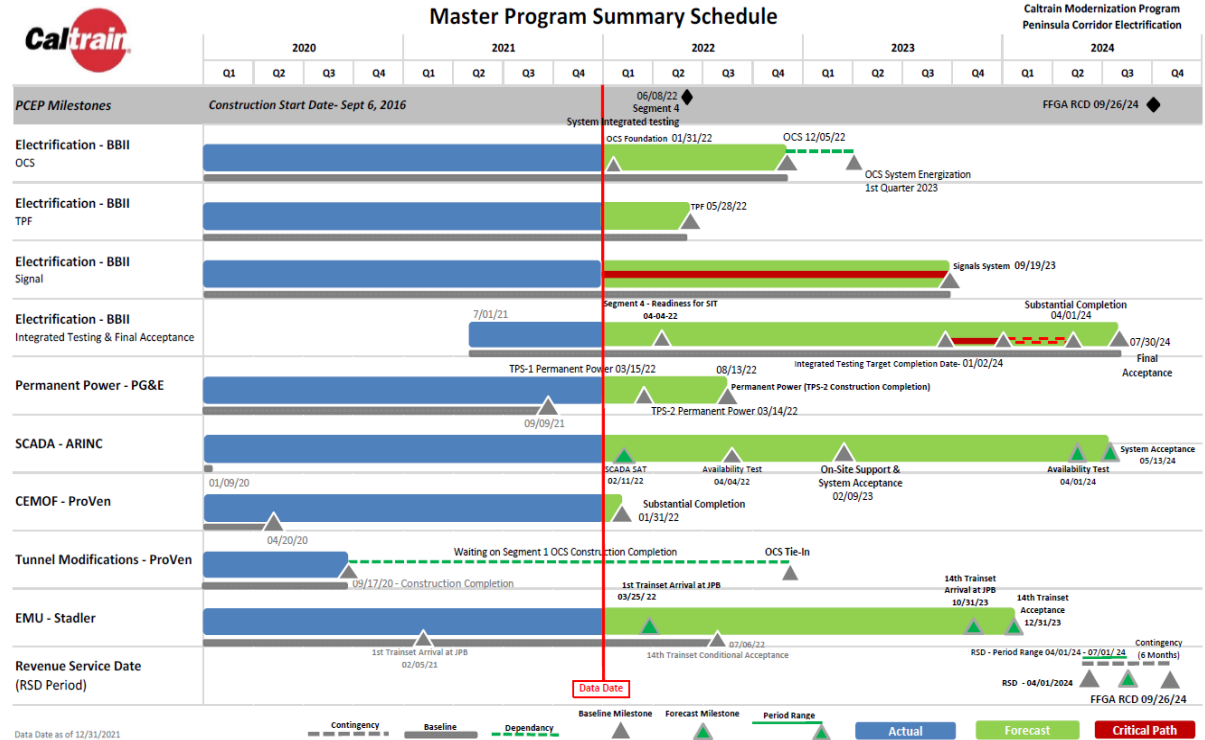 Caltrain
Master Program Summary Schedule
Caltrain Modernization Program
Peninsula Corridor Electrification
2020 2021 2022 2023 2024
Q1 Q2 Q3 Q4 Q1 Q2 Q3 Q4 Q1 Q2 Q3 Q4 Q1 Q2 Q3 Q4 Q1 Q2 Q3 Q4
PCEP Milestones
Construction Start Date- Sept 6, 2016
06/08/22
Segment 4
System Integrated testing
FFGA RCD 09/26/24
Electrification - BBII
OCS
OCS Foundation 01/31/22
OCS 12/05/22
OCS System Energization
1st Quarter 2023
Electrification - BBII
TPF
TPF 05/28/22
Electrification - BBII
Signal
Signals System 09/19/23
Electrification - BBII
Integrated Testing & Final Acceptance
7/01/21
Segment 4 - Readiness for SIT
04-04-22
Substantial Completion
04/01/24
Integrated Testing Target Completion Date- 01/02/24
07/30/24
Final
Acceptance
Permanent Power - PG&E
09/09/21
TPS-1 Permanent Power 03/15/22
08/13/22
Permanent Power (TPS-2 Construction Completion)
TPS-2 Permanent Power 03/14/22
SCADA - ARINC
01/09/20
SCADA SAT
02/11/22
Availability Test
04/04/22
On-Site Support &
System Acceptance
02/09/23
Availability Test
04/01/24
System Acceptance
05/13/24
CEMOF - ProVen
04/20/20
Substantial Completion
01/31/22
Tunnel Modifications - ProVen
Waiting on Segment 1 OCS Construction Completion
OCS Tie-In
09/17/20 - Construction Completion
EMU - Stadler
1st Trainset Arrival at JPB
02/05/21
1st Trainset Arrival at JPB
03/25/ 22
07/06/22
14th Trainset Conditional Acceptance
14th Trainset
Arrival at JPB
10/31/23
14th Trainset
Acceptance
12/31/23
Revenue Service Date
(RSD Period)
RSD - Period Range 04/01/24 - 07/01/ 24
Contingency
(6 Months)
RSD - 04/01/2024
FFGA RCD 09/26/24
Data Date
Data Date as of 12/31/2021
Contingency
Baseline
Dependancy
Baseline Milestone
Forecast Milestone
Period Range
Actual
Forecast
Critical Path